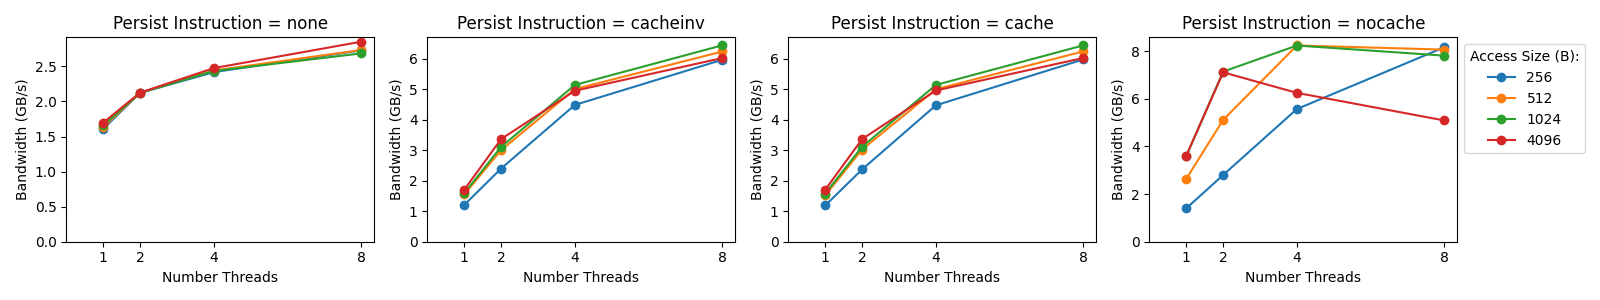 Persist Instruction = none
Bandwidth (GB/s)
2.5
2.0
1.5
1.0
0.5
0.0
1 2 4 8
Number Threads
Persist Instruction = cacheinv
Bandwidth (GB/s)
6
5
4
3
2
1
0
1 2 4 8
Number Threads
Persist Instruction = cache
Bandwidth (GB/s)
6
5
4
3
2
1
0
1 2 4 8
Number Threads
Persist Instruction = nocache
Bandwidth (GB/s)
8
6
4
2
0
1 2 4 8
Number Threads
Access Size (B):
256
512
1024
4096